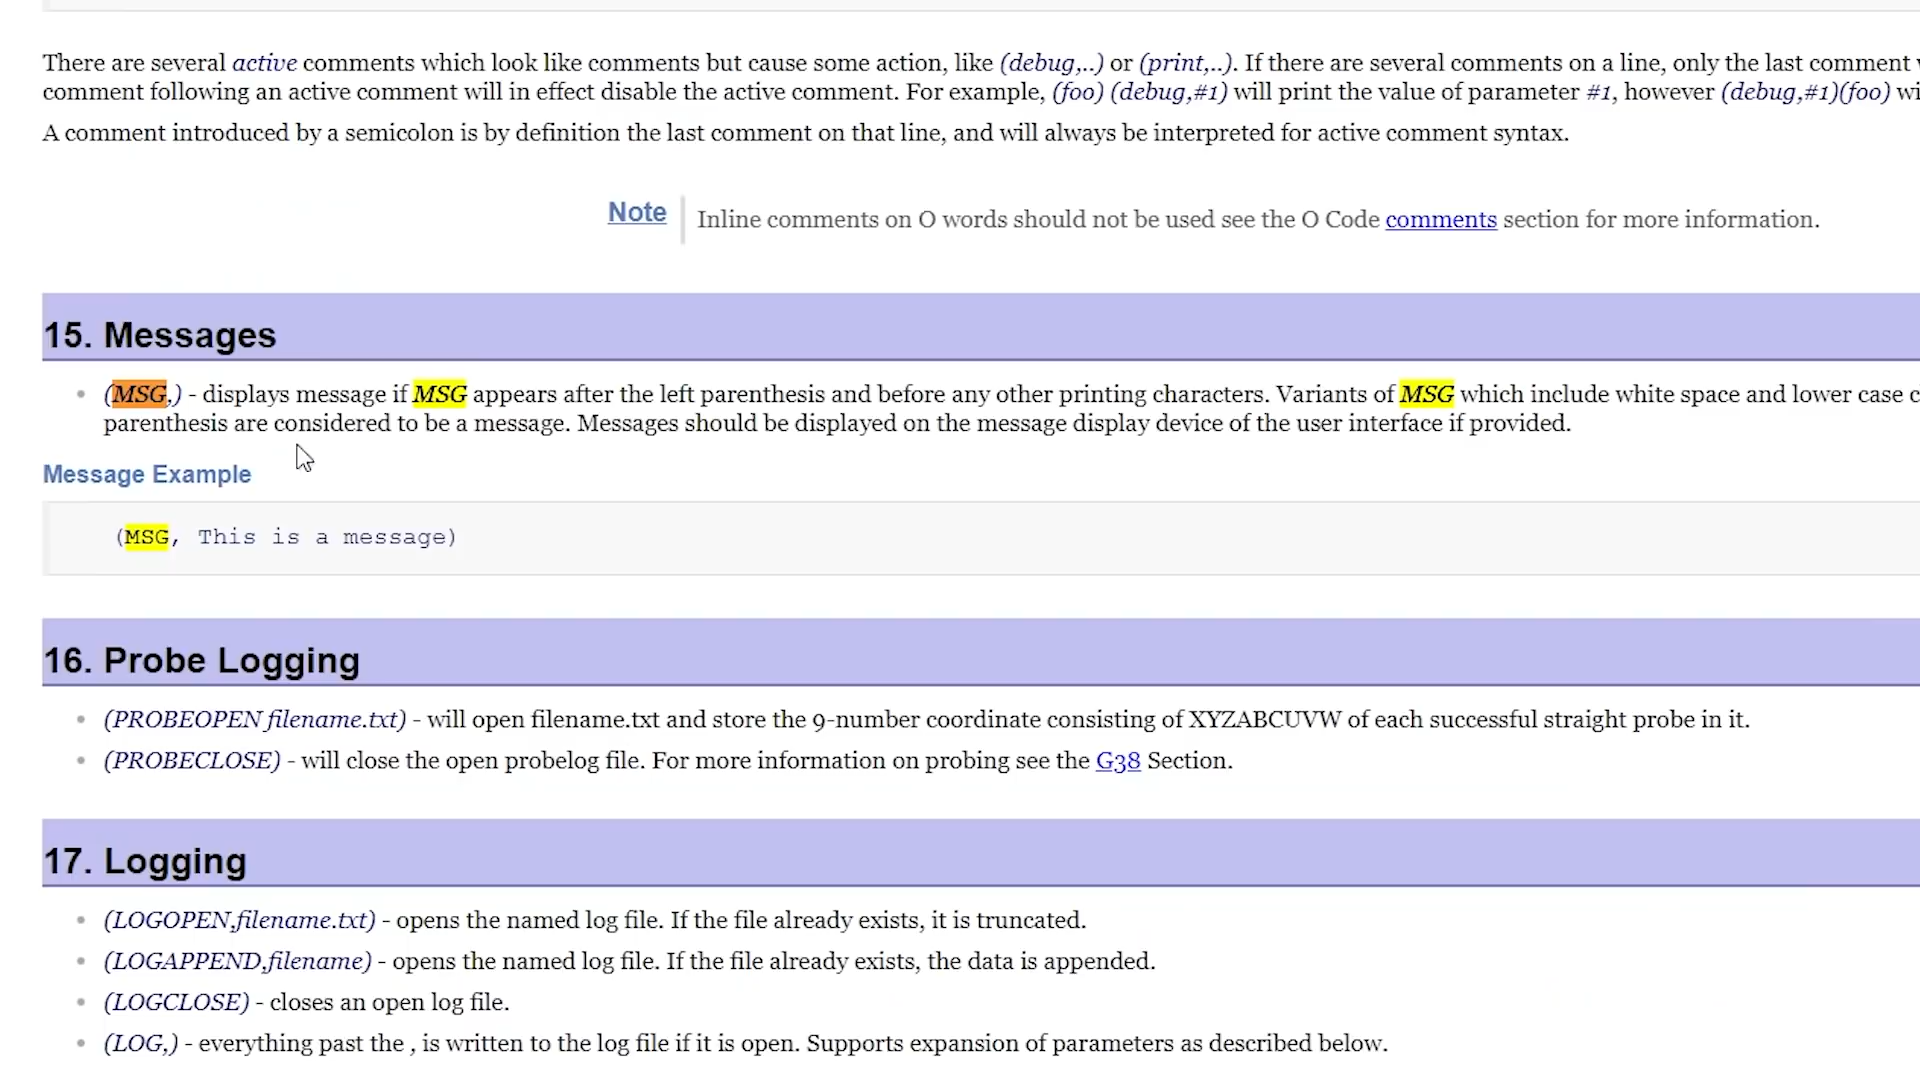 There are several active comments which look like comments but cause some action, like (debug,..) or (print,..). If there are several comments on a line, only the last comment
comment following an active comment will in effect disable the active comment. For example, (foo) (debug,#1) will print the value of parameter #1, however (debug,#1)(foo)
A comment introduced by a semicolon is by definition the last comment on that line, and will always be interpreted for active comment syntax.
Note
Inline comments on O words should not be used see the O Code comments section for more information.
15. Messages
• (MSG,) - displays message if MSG appears after the left parenthesis and before any other printing characters. Variants of MSG which include white space and lower case
parenthesis are considered to be a message. Messages should be displayed on the message display device of the user interface if provided.
Message Example
(MSG, This is a message)
16. Probe Logging
• (PROBEOPEN filename.txt) - will open filename.txt and store the 9-number coordinate consisting of XYZABCUVW of each successful straight probe in it.
• (PROBECLOSE) - will close the open probelog file. For more information on probing see the G38 Section.
17. Logging
• (LOGOPEN,filename.txt) - opens the named log file. If the file already exists, it is truncated.
• (LOGAPPEND,filename) - opens the named log file. If the file already exists, the data is appended.
• (LOGCLOSE) - closes an open log file.
• (LOG,) - everything past the , is written to the log file if it is open. Supports expansion of parameters as described below.